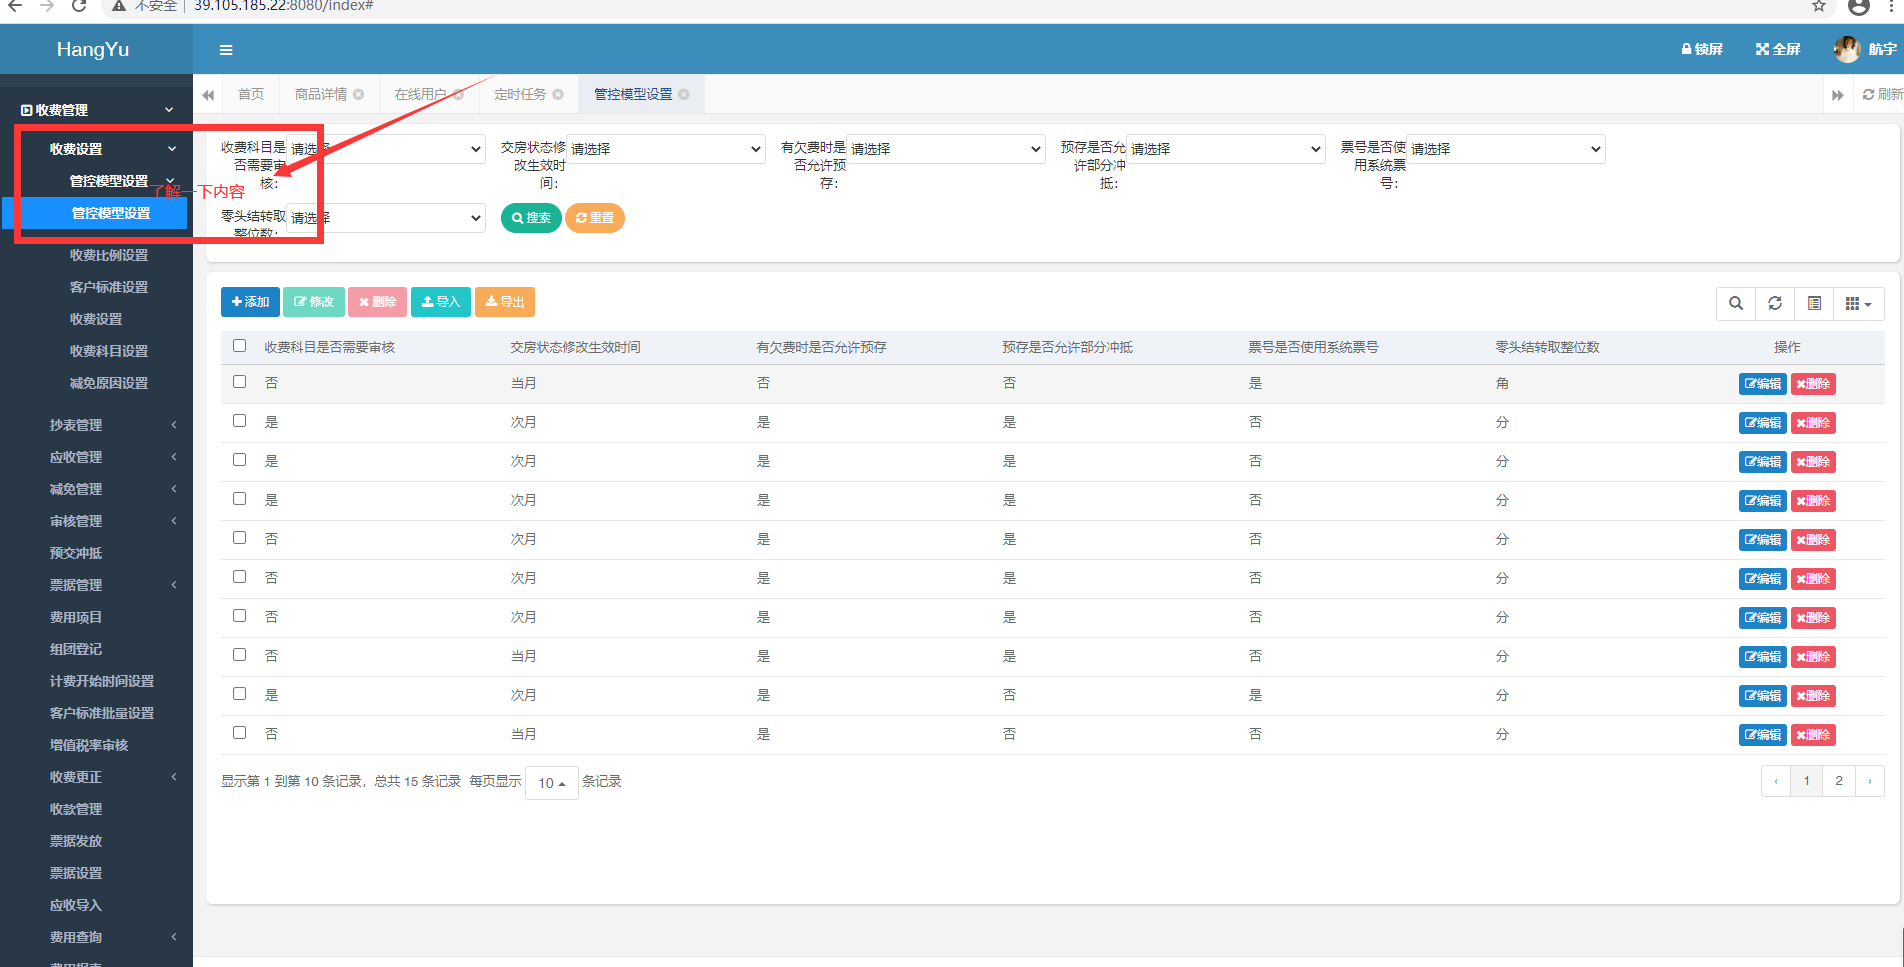 不安全 39.105.185.22:8080/index#
HangYu
锁屏 全屏 航宇
首页 商品详情 在线用户 定时任务 管控模型设置 刷新
收费管理
收费设置
管控模型设置
管控模型设置
收费比例设置
客户标准设置
收费设置
收费科目设置
减免原因设置
抄表管理
应收管理
减免管理
审核管理
预交冲抵
票据管理
费用项目
组团登记
计费开始时间设置
客户标准批量设置
增值税率审核
收费更正
收款管理
票据发放
票据设置
应收导入
费用查询
费用报表
了解一下内容
收费科目是否需要审核： 请选择
交房状态修改生效时间： 请选择
有欠费时是否允许预存： 请选择
预存是否允许部分冲抵： 请选择
票号是否使用系统票号： 请选择
零头结转取整位数： 请选择
搜索 重置
添加 修改 删除 导入 导出
收费科目是否需要审核 交房状态修改生效时间 有欠费时是否允许预存 预存是否允许部分冲抵 票号是否使用系统票号 零头结转取整位数 操作
否 当月 否 否 是 角 编辑 删除
是 次月 是 是 否 分 编辑 删除
是 次月 是 是 否 分 编辑 删除
是 次月 是 是 否 分 编辑 删除
否 次月 是 是 否 分 编辑 删除
否 次月 是 是 否 分 编辑 删除
否 次月 是 是 否 分 编辑 删除
否 当月 是 是 否 分 编辑 删除
是 次月 是 否 是 分 编辑 删除
否 当月 是 否 否 分 编辑 删除
显示第 1 到第 10 条记录，总共 15 条记录 每页显示 10 条记录
‹ 1 2 ›